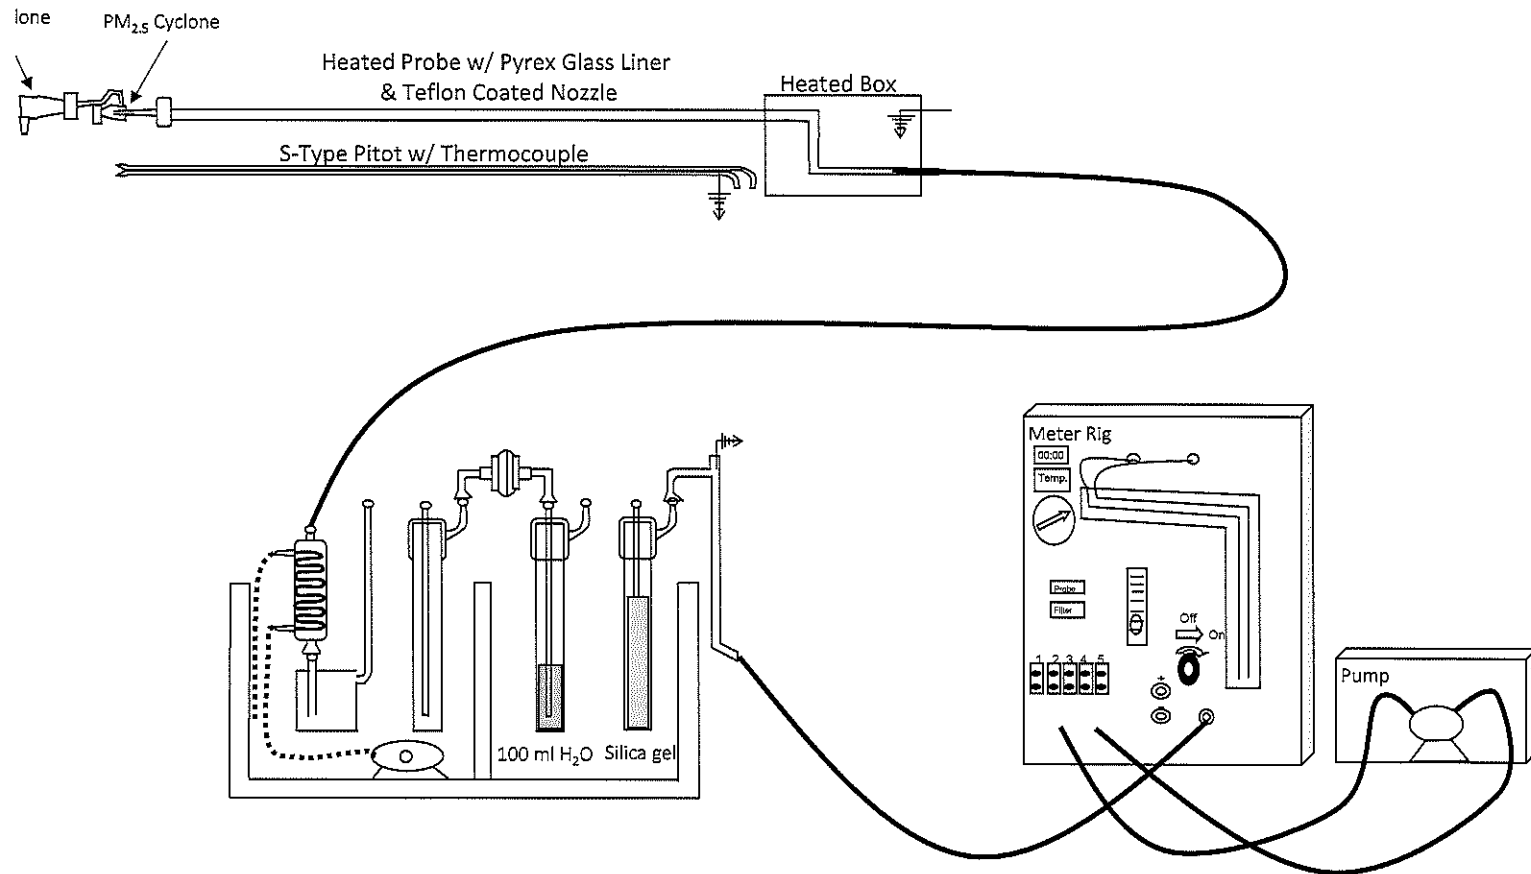 lone
PM2.5 Cyclone
Heated Probe w/ Pyrex Glass Liner
& Teflon Coated Nozzle
Heated Box
S-Type Pitot w/ Thermocouple
Meter Rig
00:00
Temp.
Probe
Filter
Off
On
1 2 3 4 5
+
Pump
100 ml H2O
Silica gel